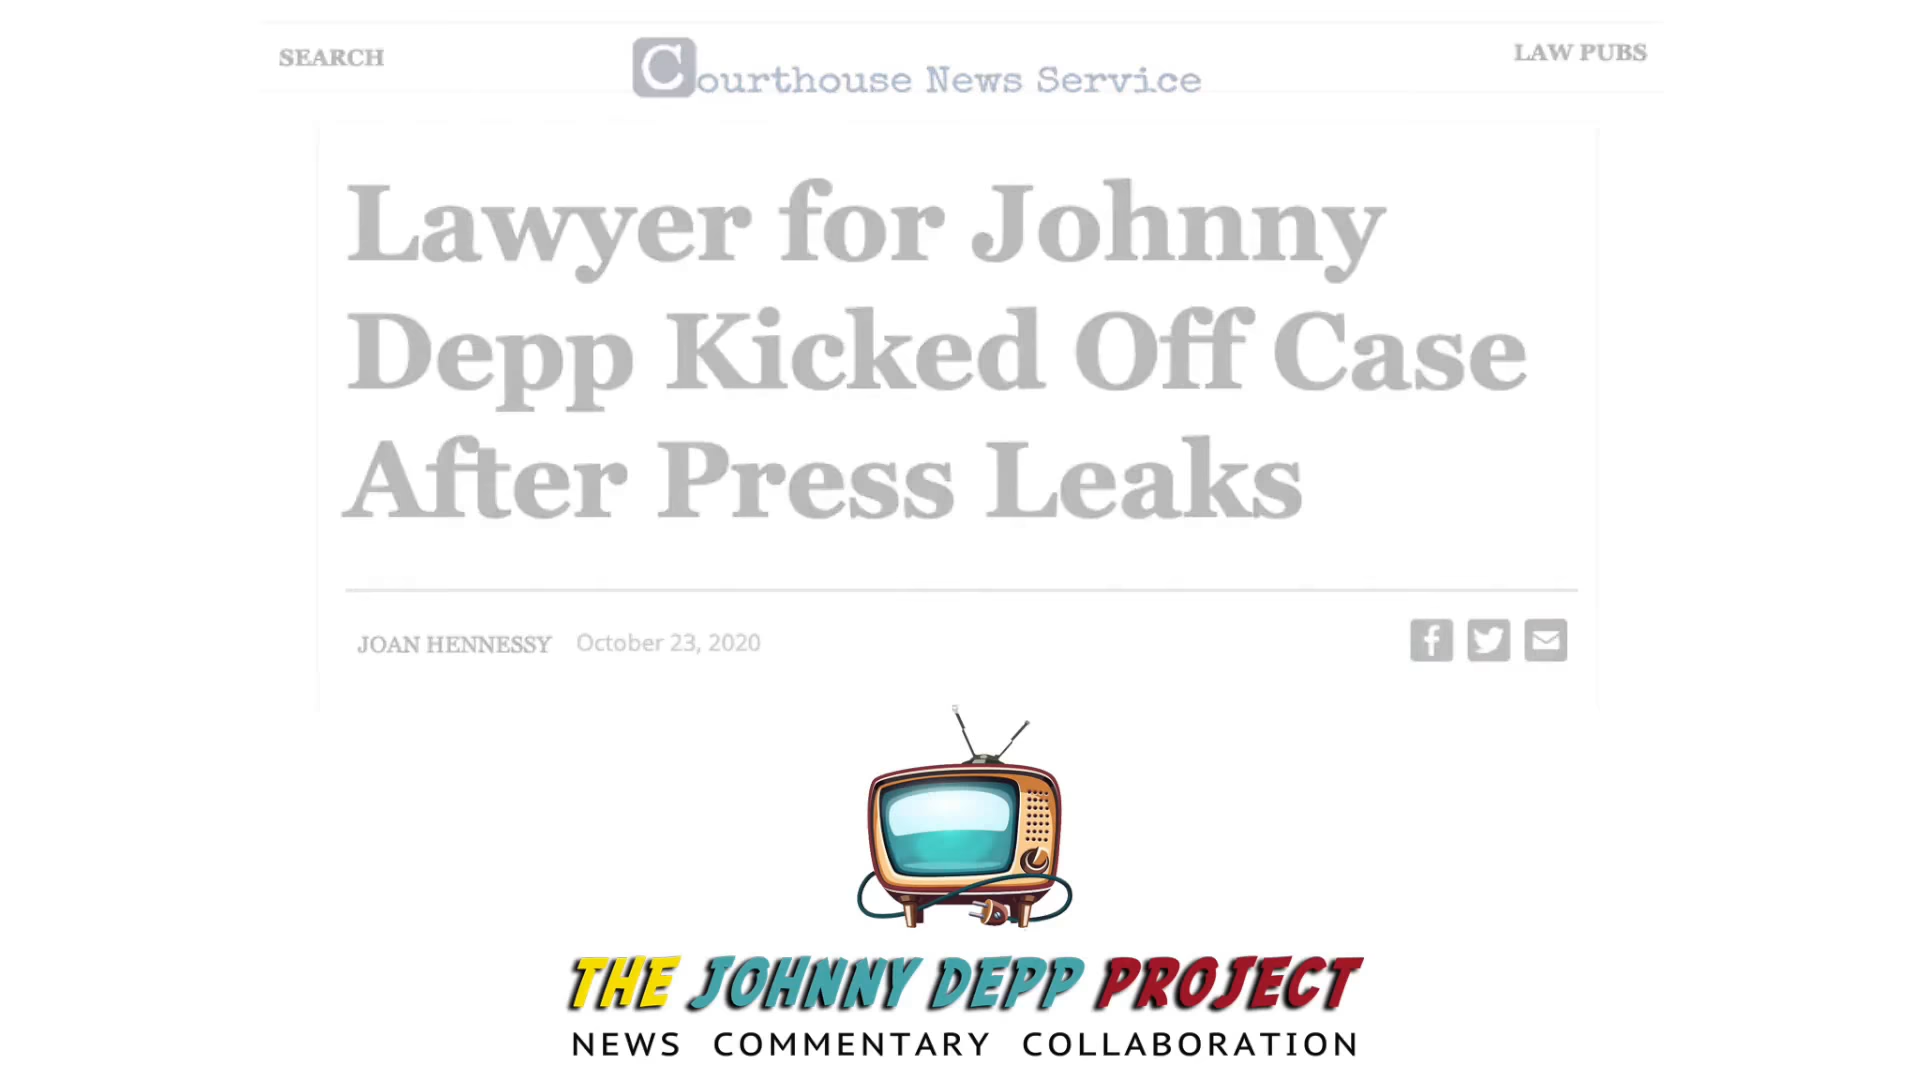 SEARCH
Courthouse News Service
LAW PUBS
Lawyer for Johnny
Depp Kicked Off Case
After Press Leaks
JOAN HENNESSY October 23, 2020
THE JOHNNY DEPP PROJECT
NEWS COMMENTARY COLLABORATION